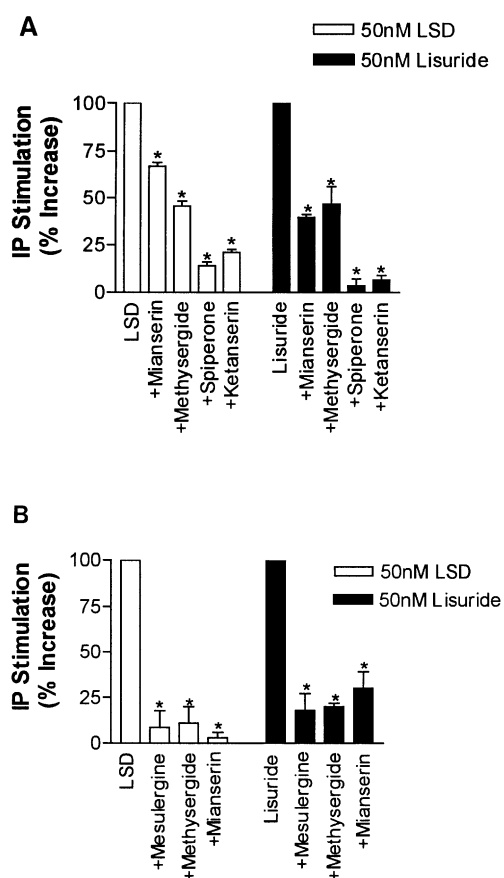 A
50nM LSD
50nM Lisuride
IP Stimulation
(% Increase)
100
75
50
25
0
* * * * * * * *
LSD
+Mianserin
+Methysergide
+Spiperone
+Ketanserin
Lisuride
+Mianserin
+Methysergide
+Spiperone
+Ketanserin
B
50nM LSD
50nM Lisuride
IP Stimulation
(% Increase)
100
75
50
25
0
* * * * * *
LSD
+Mesulergine
+Methysergide
+Mianserin
Lisuride
+Mesulergine
+Methysergide
+Mianserin